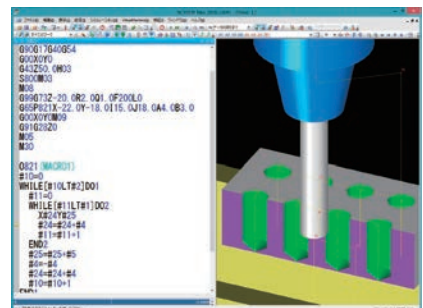 G90G17G40G54
G00X0Y0
G43Z50.0H03
S800M03
M08
G99G73Z-20.0R2.0Q1.0F200L0
G65P821X-22.0Y-18.0I15.0J18.0A4.0B3.0
G00X0Y0M09
G91G28Z0
M05
M30
O821(MACRO1)
#10=0
WHILE[#10LT#2]DO1
#11=0
WHILE[#11LT#1]DO2
X#24Y#25
#24=#24+#4
#11=#11+1
END2
#25=#25+#5
#4=-#4
#24=#24+#4
#10=#10+1